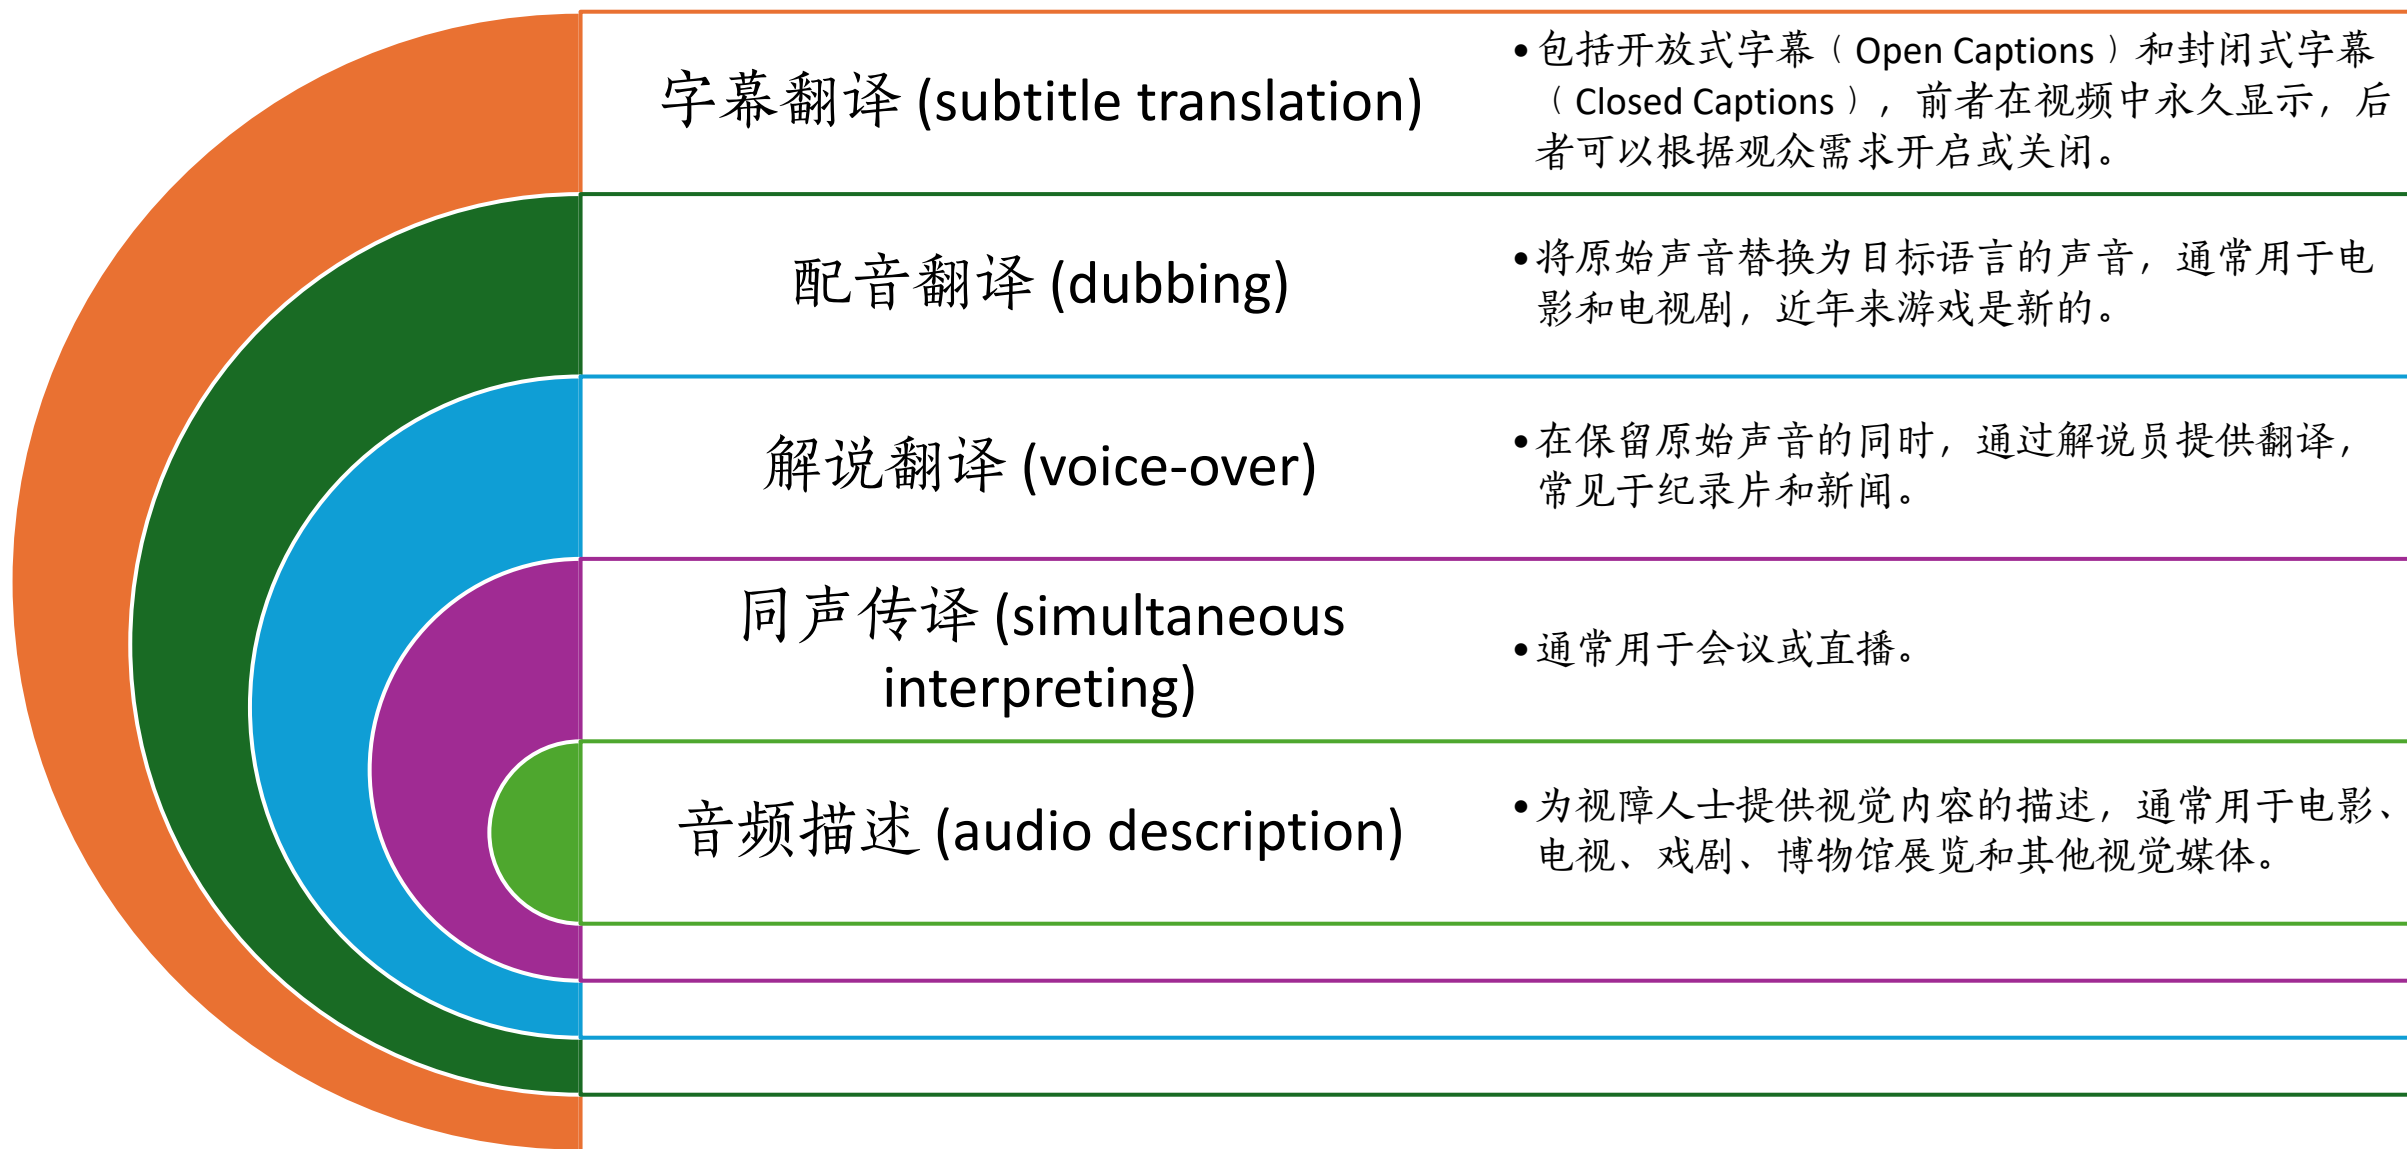 字幕翻译 (subtitle translation)
•包括开放式字幕（Open Captions）和封闭式字幕
（Closed Captions），前者在视频中永久显示，后
者可以根据观众需求开启或关闭。
配音翻译 (dubbing)
•将原始声音替换为目标语言的声音，通常用于电
影和电视剧，近年来游戏是新的。
解说翻译 (voice-over)
•在保留原始声音的同时，通过解说员提供翻译，
常见于纪录片和新闻。
同声传译 (simultaneous
interpreting)
•通常用于会议或直播。
音频描述 (audio description)
•为视障人士提供视觉内容的描述，通常用于电影、
电视、戏剧、博物馆展览和其他视觉媒体。